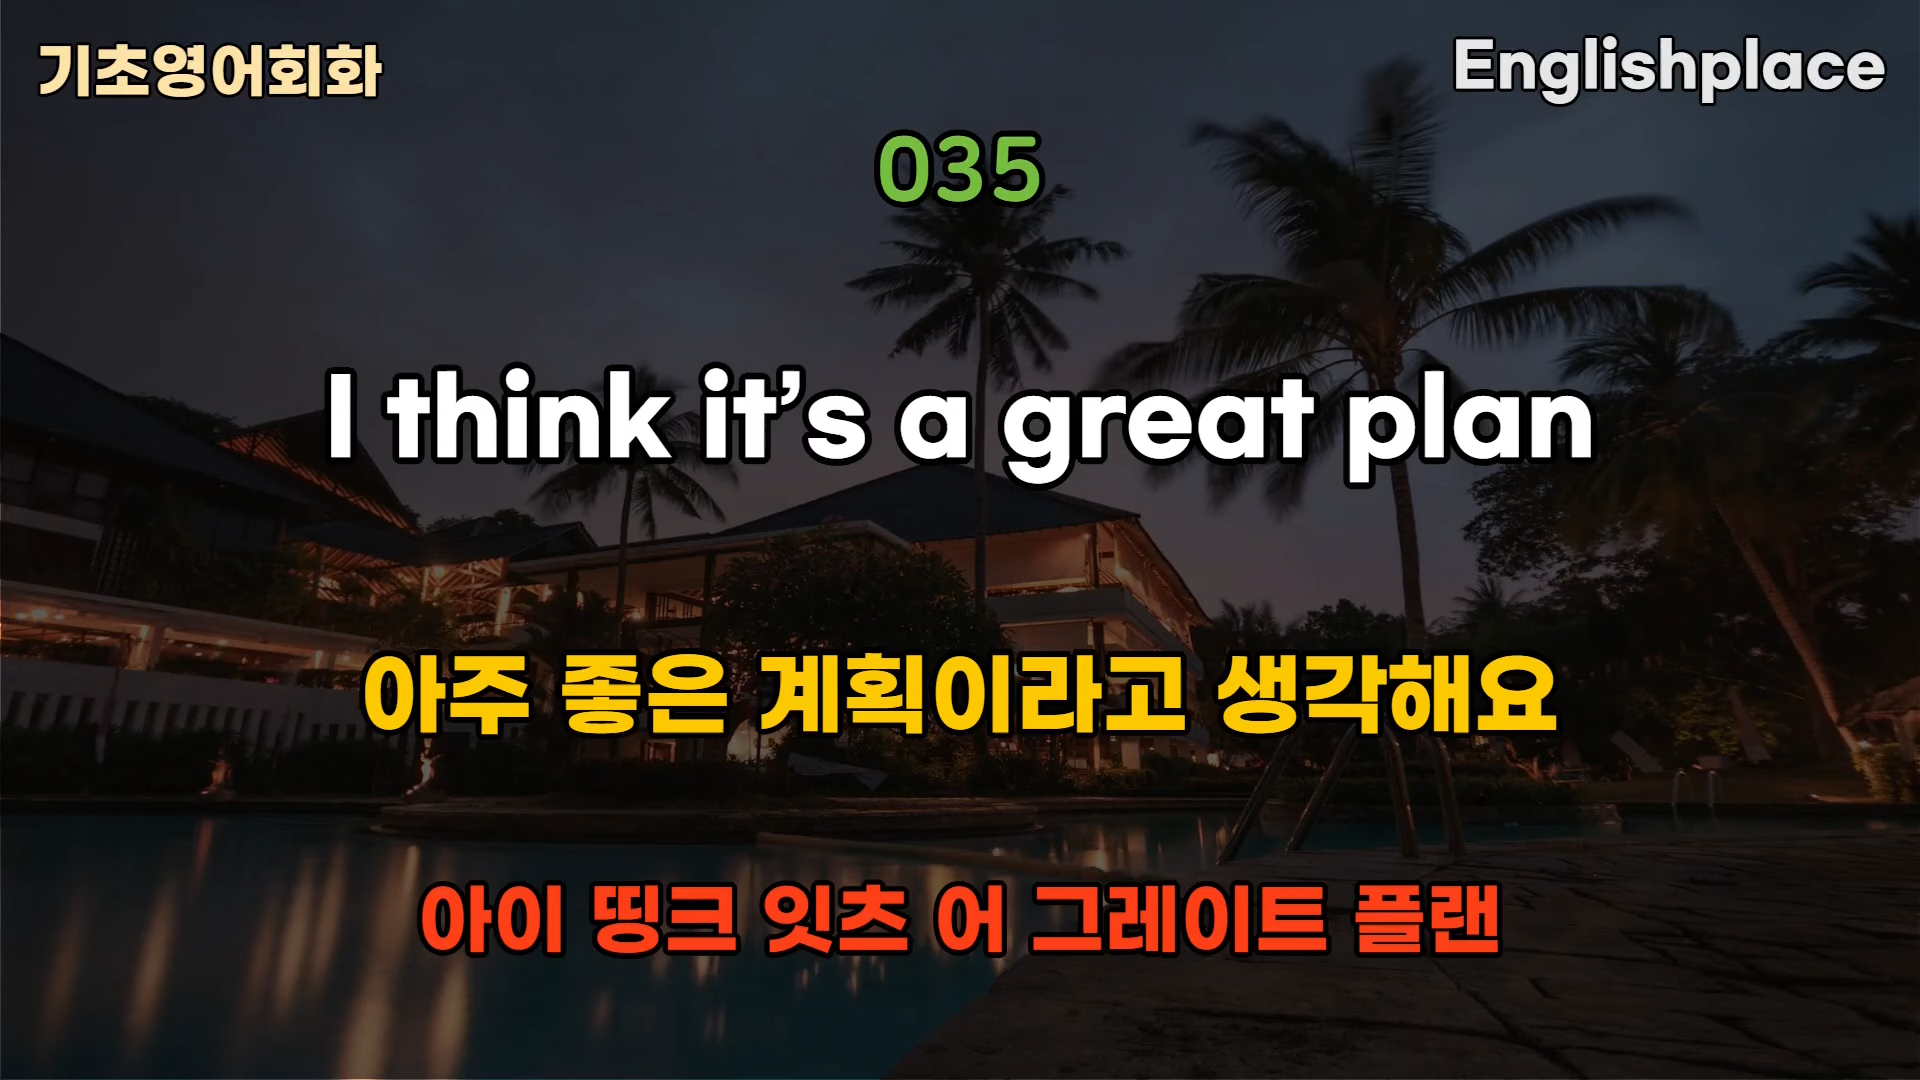 기초영어회화
Englishplace
035
I think it’s a great plan
아주 좋은 계획이라고 생각해요
아이 띵크 잇츠 어 그레이트 플랜